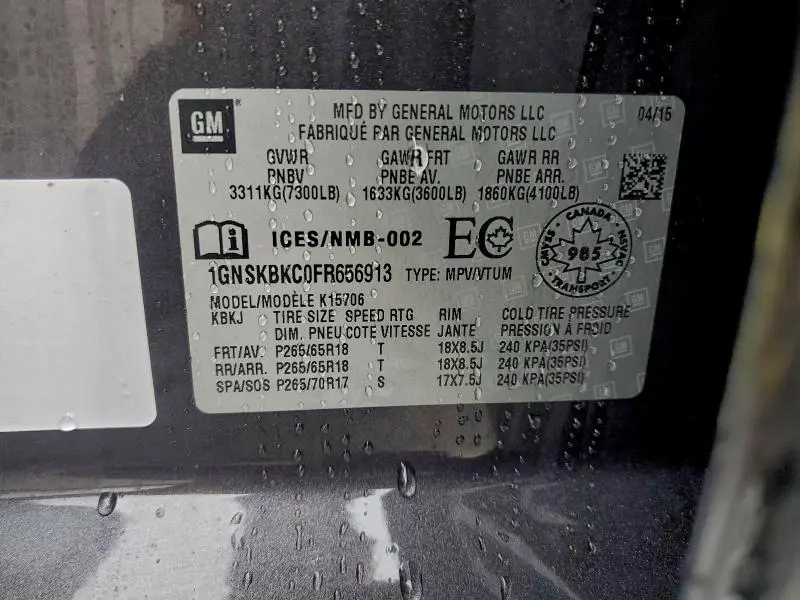 GM
MFD BY GENERAL MOTORS LLC 04/15
FABRIQUÉ PAR GENERAL MOTORS LLC
GVWR GAWR FRT GAWR RR
PNBV PNBE AV. PNBE ARR.
3311KG(7300LB) 1633KG(3600LB) 1860KG(4100LB)
ICES/NMB-002 EC
CANADA CMVSS NSVAC 985 TRANSPORT
1GNSKBKC0FR656913 TYPE: MPV/VTUM
MODEL/MODÈLE K15706
KBKJ TIRE SIZE SPEED RTG RIM COLD TIRE PRESSURE
DIM. PNEU COTE VITESSE JANTE PRESSION À FROID
FRT/AV. P265/65R18 T 18X8.5J 240 KPA(35PSI)
RR/ARR. P265/65R18 T 18X8.5J 240 KPA(35PSI)
SPA/SOS P265/70R17 S 17X7.5J 240 KPA(35PSI)